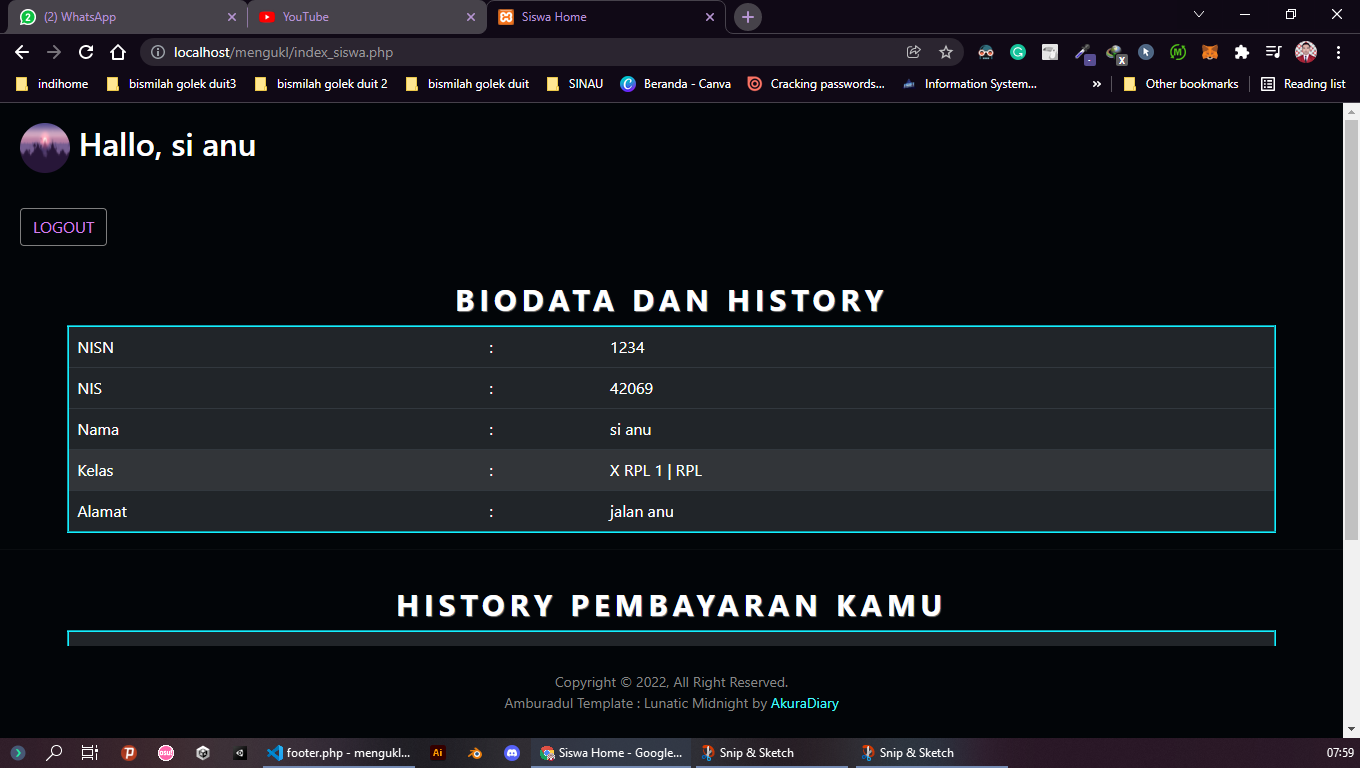 (2) WhatsApp
YouTube
Siswa Home
localhost/mengukl/index_siswa.php
indihome
bismilah golek duit3
bismilah golek duit 2
bismilah golek duit
SINAU
Beranda - Canva
Cracking passwords...
Information System...
»
Other bookmarks
Reading list
Hallo, si anu
LOGOUT
BIODATA DAN HISTORY
NISN : 1234
NIS : 42069
Nama : si anu
Kelas : X RPL 1 | RPL
Alamat : jalan anu
HISTORY PEMBAYARAN KAMU
Copyright © 2022, All Right Reserved.
Amburadul Template : Lunatic Midnight by AkuraDiary
footer.php - mengukl...
Ai
Siswa Home - Google...
Snip & Sketch
Snip & Sketch
07:59